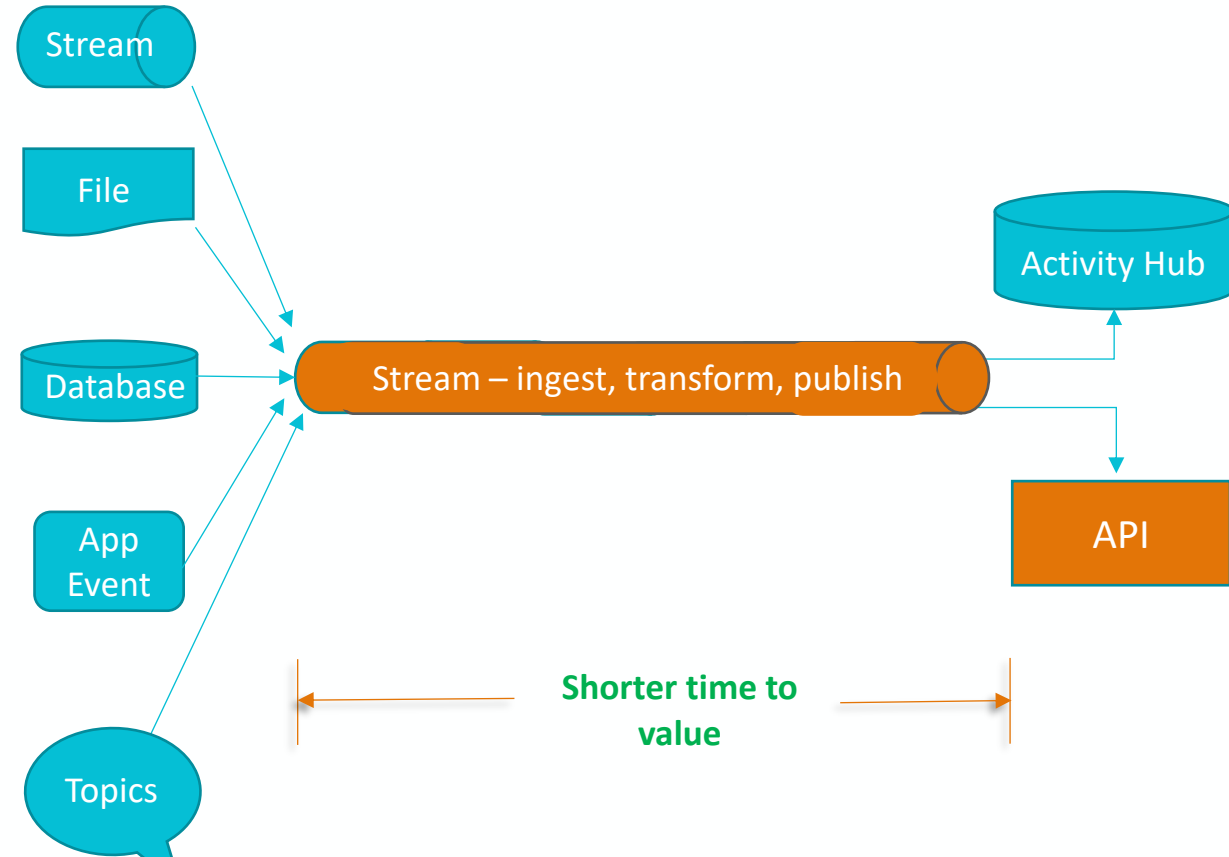 Stream
File
Database
App
Event
Topics
Stream – ingest, transform, publish
Activity Hub
API
Shorter time to
value